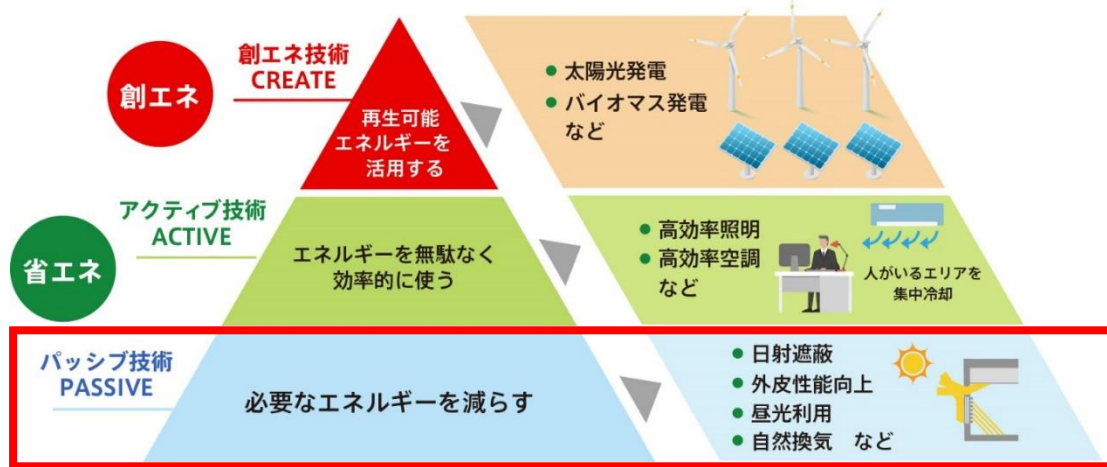 創エネ
創エネ技術
CREATE
再生可能
エネルギーを
活用する
● 太陽光発電
● バイオマス発電
など
省エネ
アクティブ技術
ACTIVE
エネルギーを無駄なく
効率的に使う
● 高効率照明
● 高効率空調
など
人がいるエリアを
集中冷却
パッシブ技術
PASSIVE
必要なエネルギーを減らす
● 日射遮蔽
● 外皮性能向上
● 昼光利用
● 自然換気 など